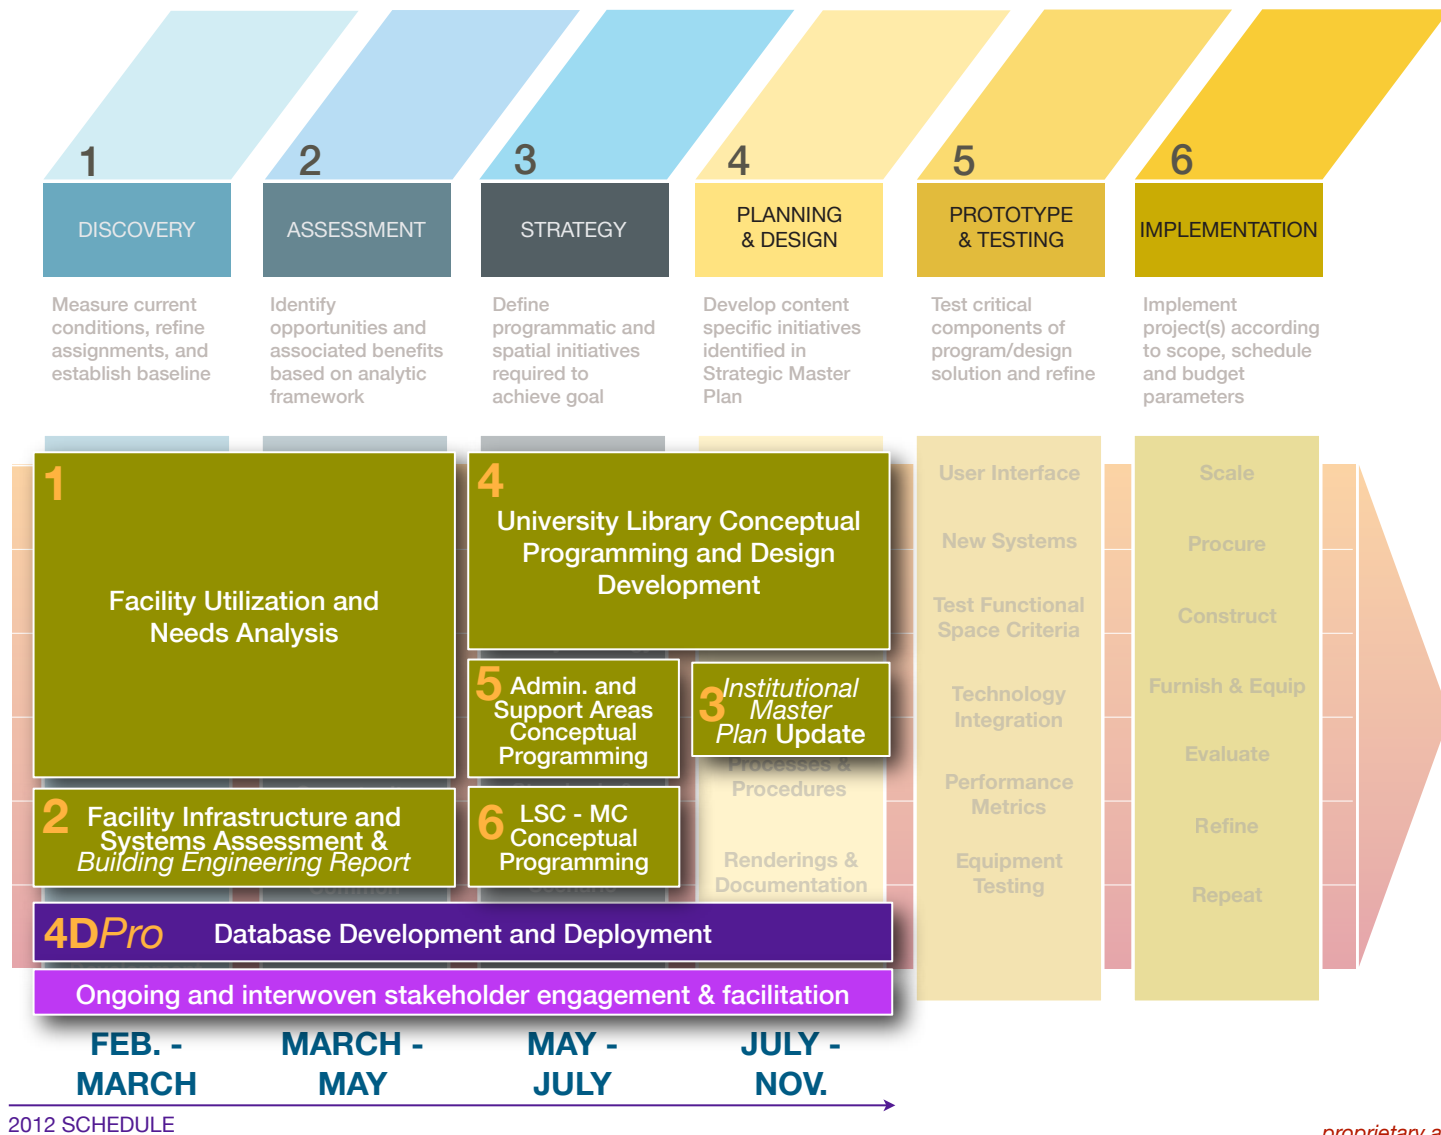 1
2
3
4
5
6
DISCOVERY
ASSESSMENT
STRATEGY
PLANNING
& DESIGN
PROTOTYPE
& TESTING
IMPLEMENTATION
Measure current
conditions, refine
assignments, and
establish baseline
Identify
opportunities and
associated benefits
based on analytic
framework
Define
programmatic and
spatial initiatives
required to
achieve goal
Develop content
specific initiatives
identified in
Strategic Master
Plan
Test critical
components of
program/design
solution and refine
Implement
project(s) according
to scope, schedule
and budget
parameters
1
Facility Utilization and
Needs Analysis
2
Facility Infrastructure and
Systems Assessment &
Building Engineering Report
Common
4
University Library Conceptual
Programming and Design
Development
5
Admin. and
Support Areas
Conceptual
Programming
3
Institutional
Master
Plan Update
6
LSC - MC
Conceptual
Programming
Scenario
Processes &
Procedures
Renderings &
Documentation
User Interface
New Systems
Test Functional
Space Criteria
Technology
Integration
Performance
Metrics
Equipment
Testing
Scale
Procure
Construct
Furnish & Equip
Evaluate
Refine
Repeat
4DPro Database Development and Deployment
Ongoing and interwoven stakeholder engagement & facilitation
FEB. -
MARCH
MARCH -
MAY
MAY -
JULY
JULY -
NOV.
2012 SCHEDULE
proprietary a